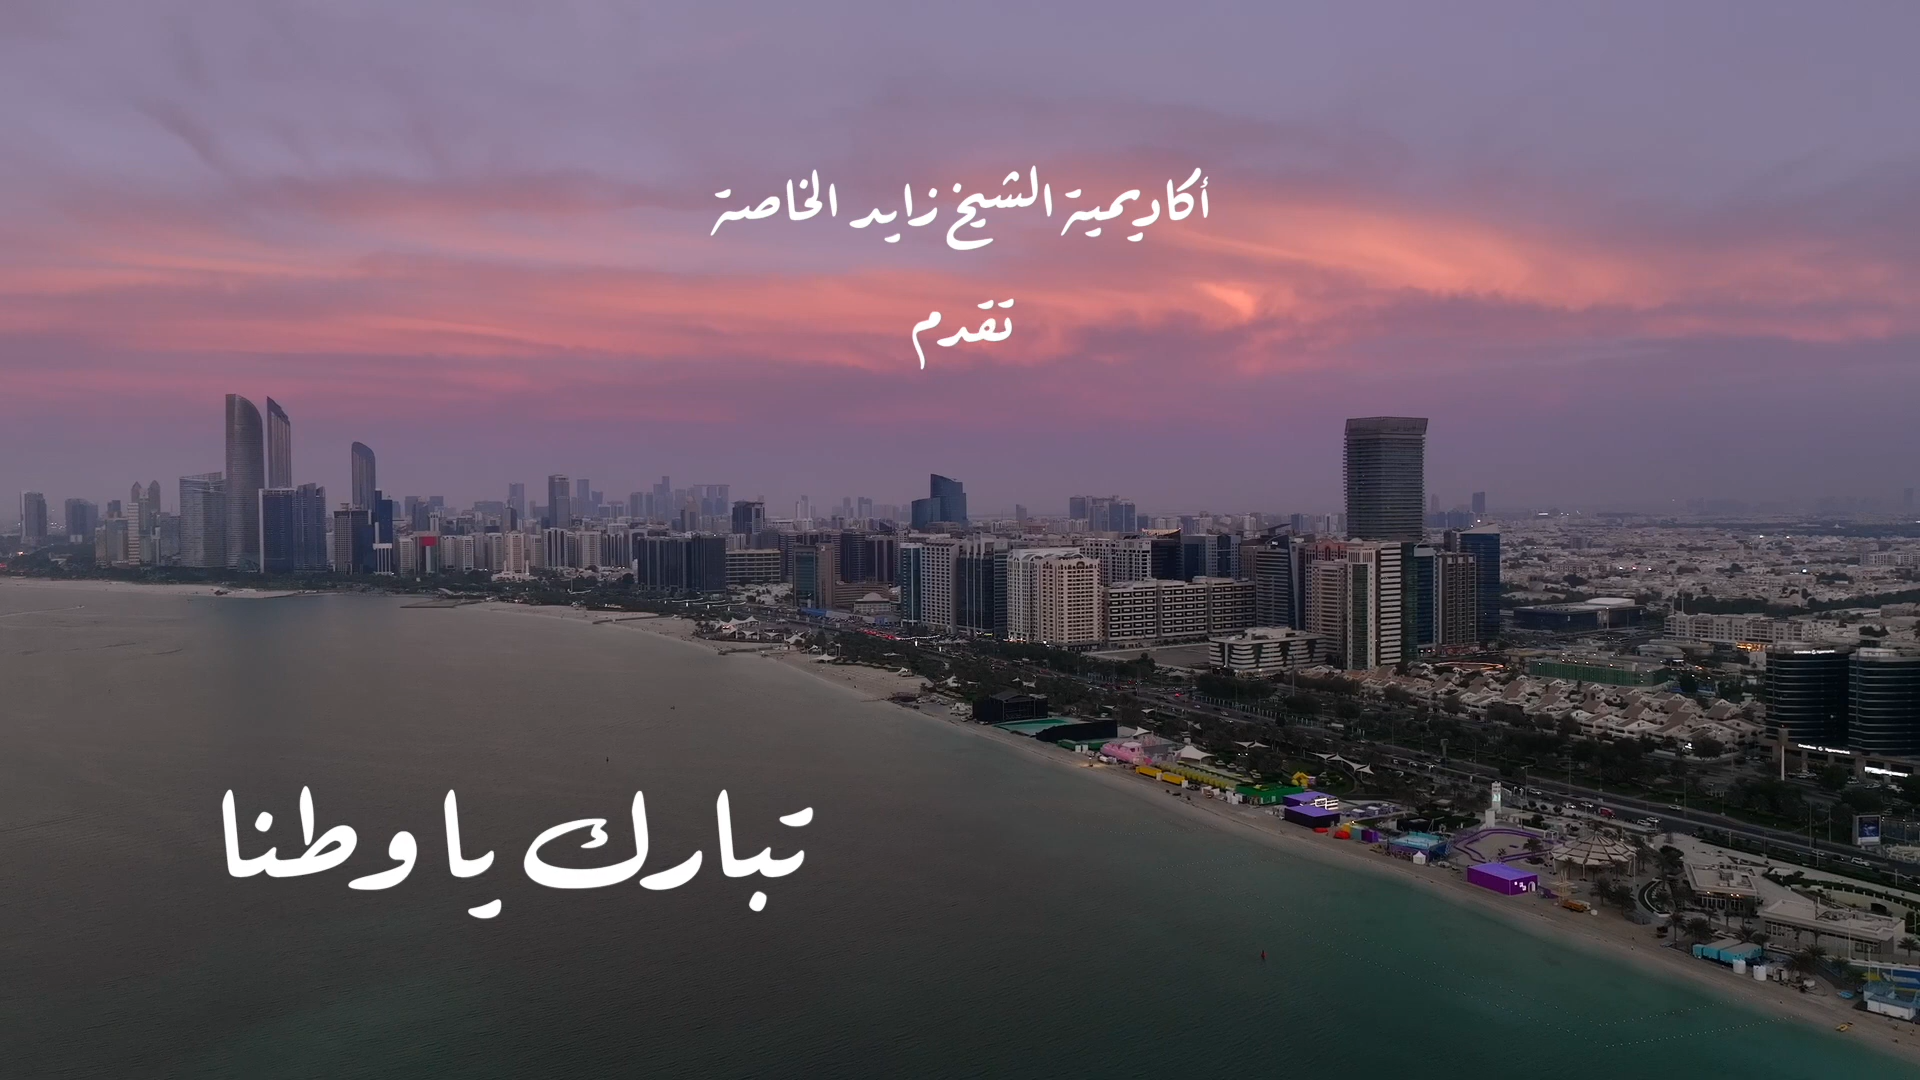 أكاديمية الشيخ زايد الخاصة
تقدم
تبارك يا وطنا